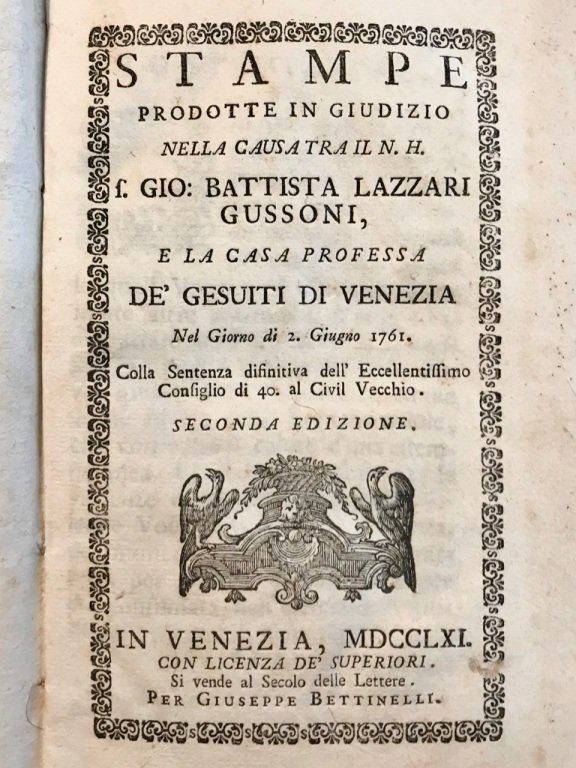 STAMPE
PRODOTTE IN GIUDIZIO
NELLA CAUSA TRA IL N. H.
ſ. GIO: BATTISTA LAZZARI
GUSSONI,
E LA CASA PROFESSA
DE' GESUITI DI VENEZIA
Nel Giorno di 2. Giugno 1761.
Colla Sentenza difinitiva dell' Eccellentiſſimo
Conſiglio di 40. al Civil Vecchio.
SECONDA EDIZIONE.
IN VENEZIA, MDCCLXI.
CON LICENZA DE' SUPERIORI.
Si vende al Secolo delle Lettere.
PER GIUSEPPE BETTINELLI.